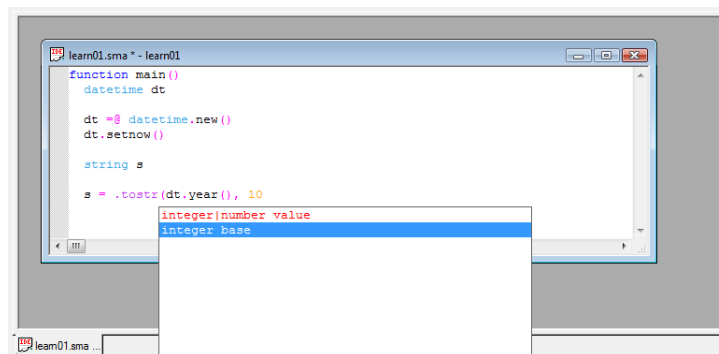 learn01.sma * - learn01
function main()
datetime dt
dt =@ datetime.new()
dt.setnow()
string s
s = .tostr(dt.year(), 10
integer|number value
integer base
learn01.sma ...